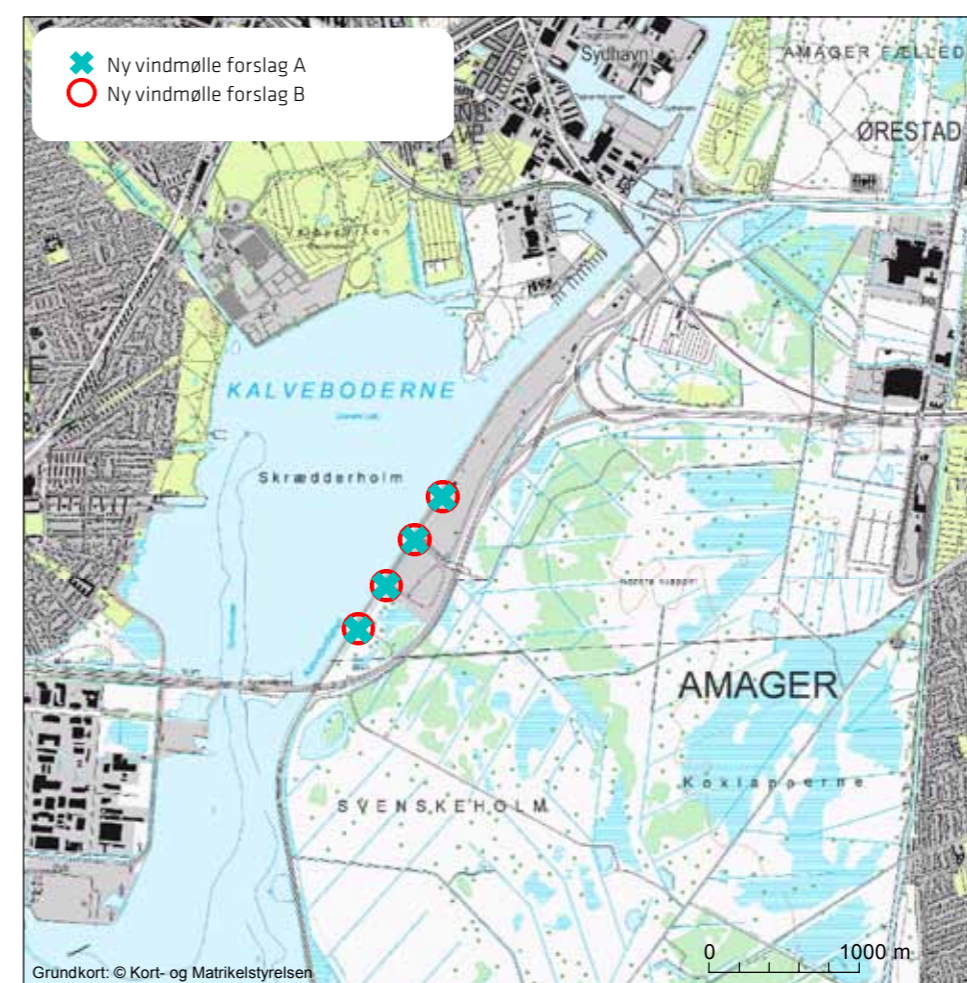 Ny vindmølle forslag A
Ny vindmølle forslag B
Sydhavn
AMAGER FÆLLED
ØRESTAD
KALVEBODERNE
Skrædderholm
AMAGER
Koxlapperne
SVENSKEHOLM
0 1000 m
Grundkort: © Kort- og Matrikelstyrelsen